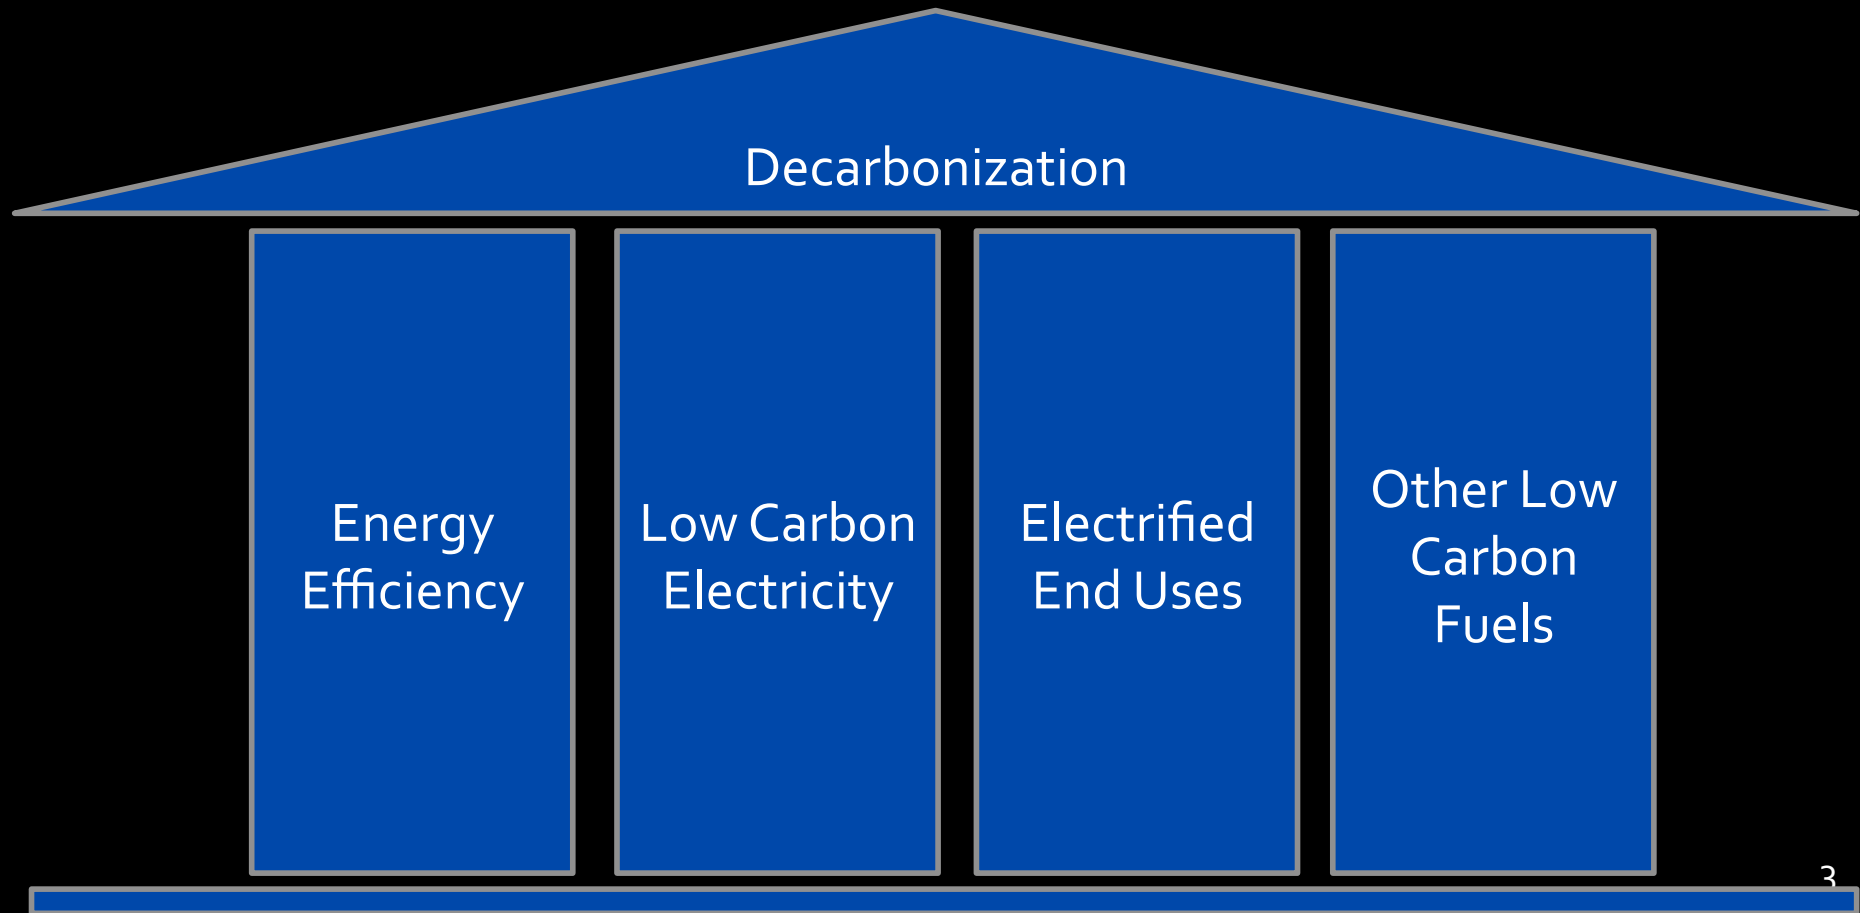 Decarbonization
Energy
Efficiency
Low Carbon
Electricity
Electrified
End Uses
Other Low
Carbon
Fuels
3